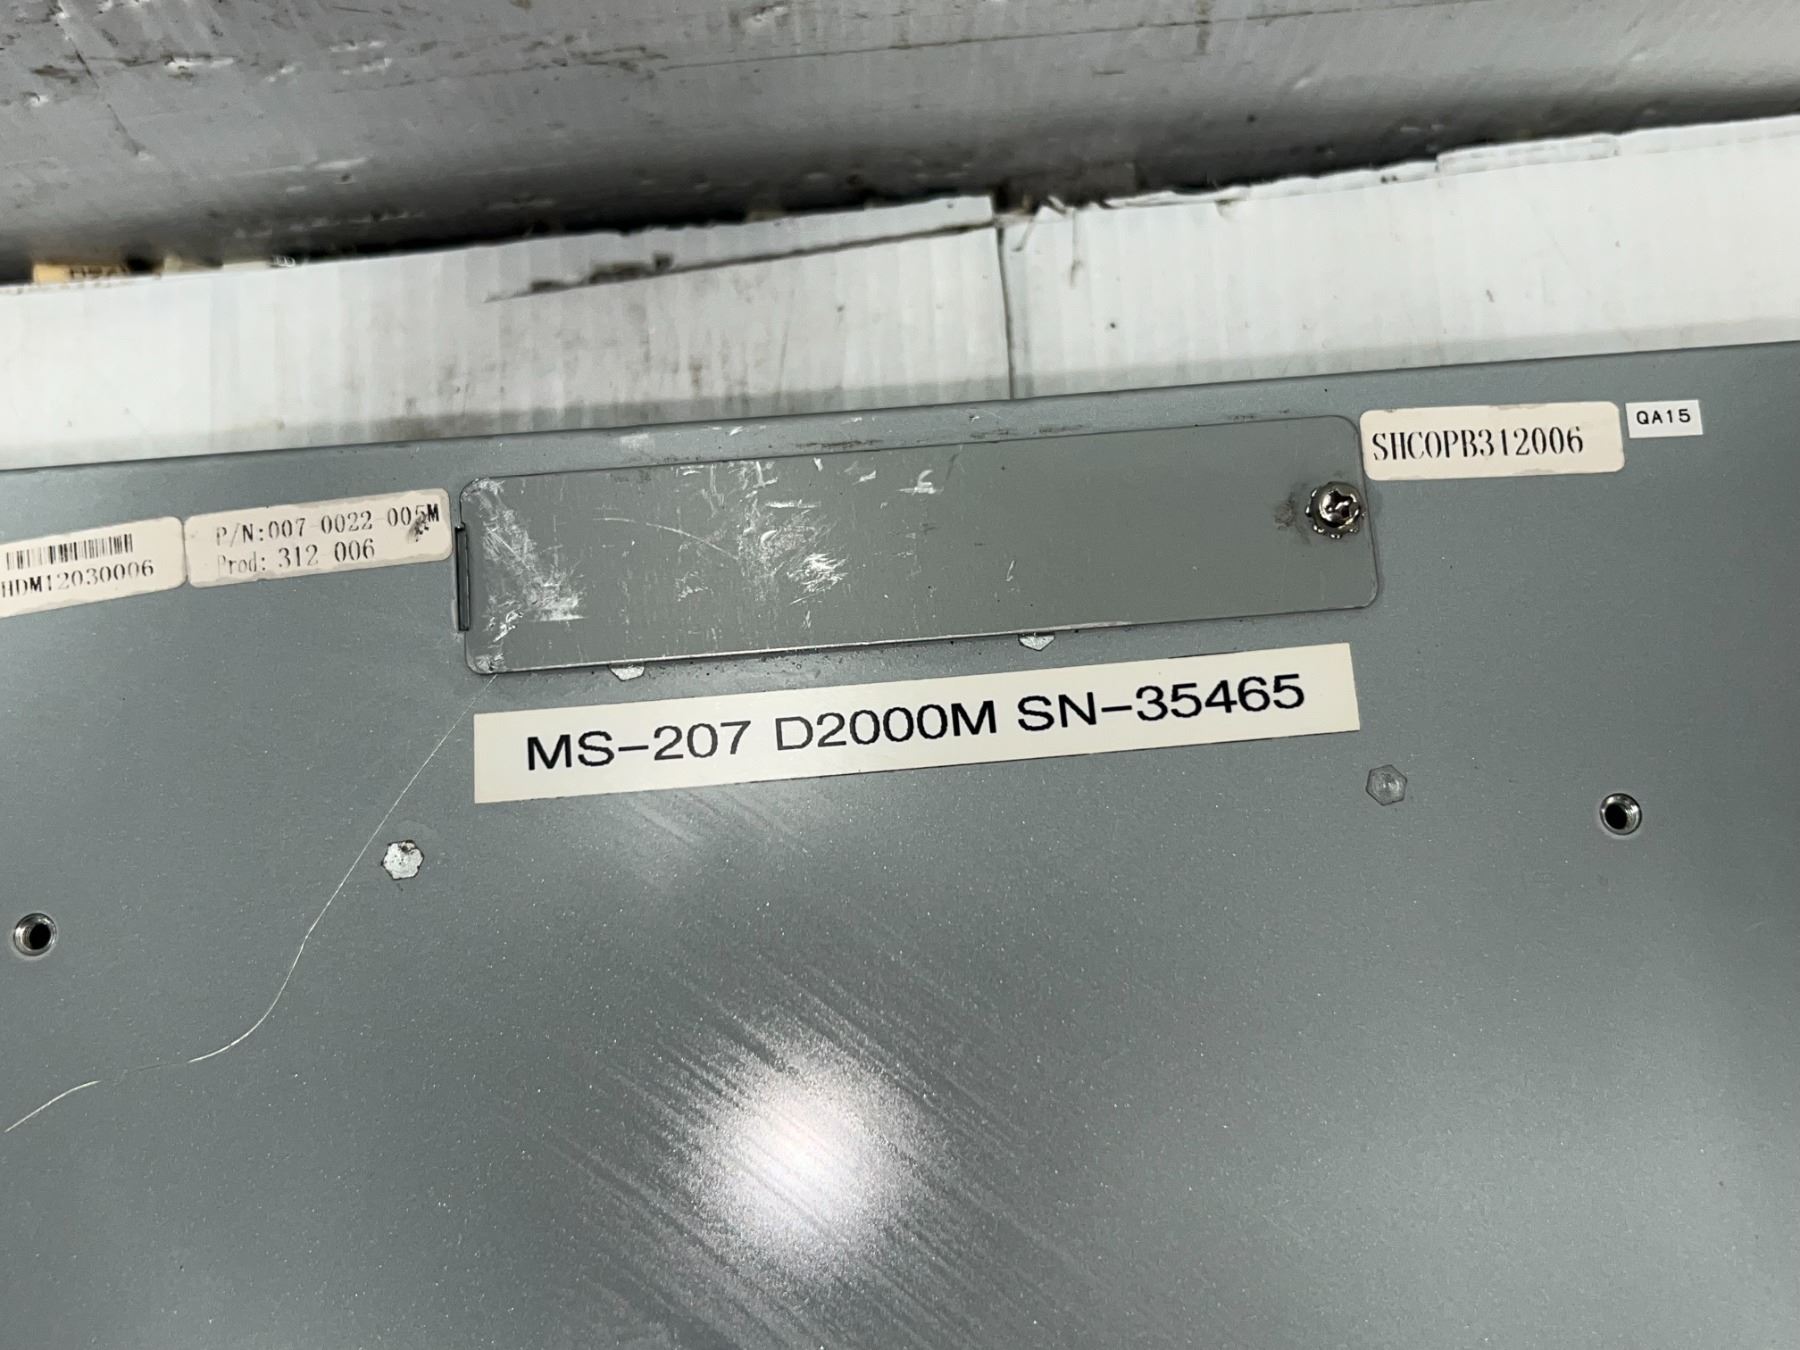 SHCOPB312006
QA15
P/N:007-0022-005M
Prod: 312 006
HDM12030006
MS-207 D2000M SN-35465